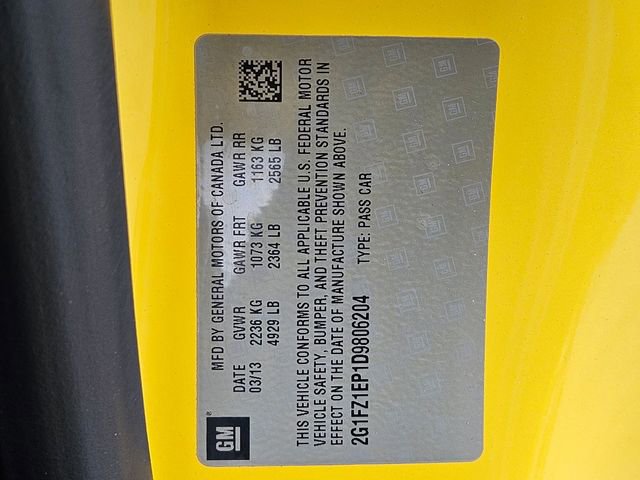 GM
MFD BY GENERAL MOTORS OF CANADA LTD.
DATE GVWR GAWR FRT GAWR RR
03/13 2236 KG 1073 KG 1163 KG
4929 LB 2364 LB 2565 LB
THIS VEHICLE CONFORMS TO ALL APPLICABLE U.S. FEDERAL MOTOR
VEHICLE SAFETY, BUMPER, AND THEFT PREVENTION STANDARDS IN
EFFECT ON THE DATE OF MANUFACTURE SHOWN ABOVE.
2G1FZ1EP1D9806204 TYPE: PASS CAR